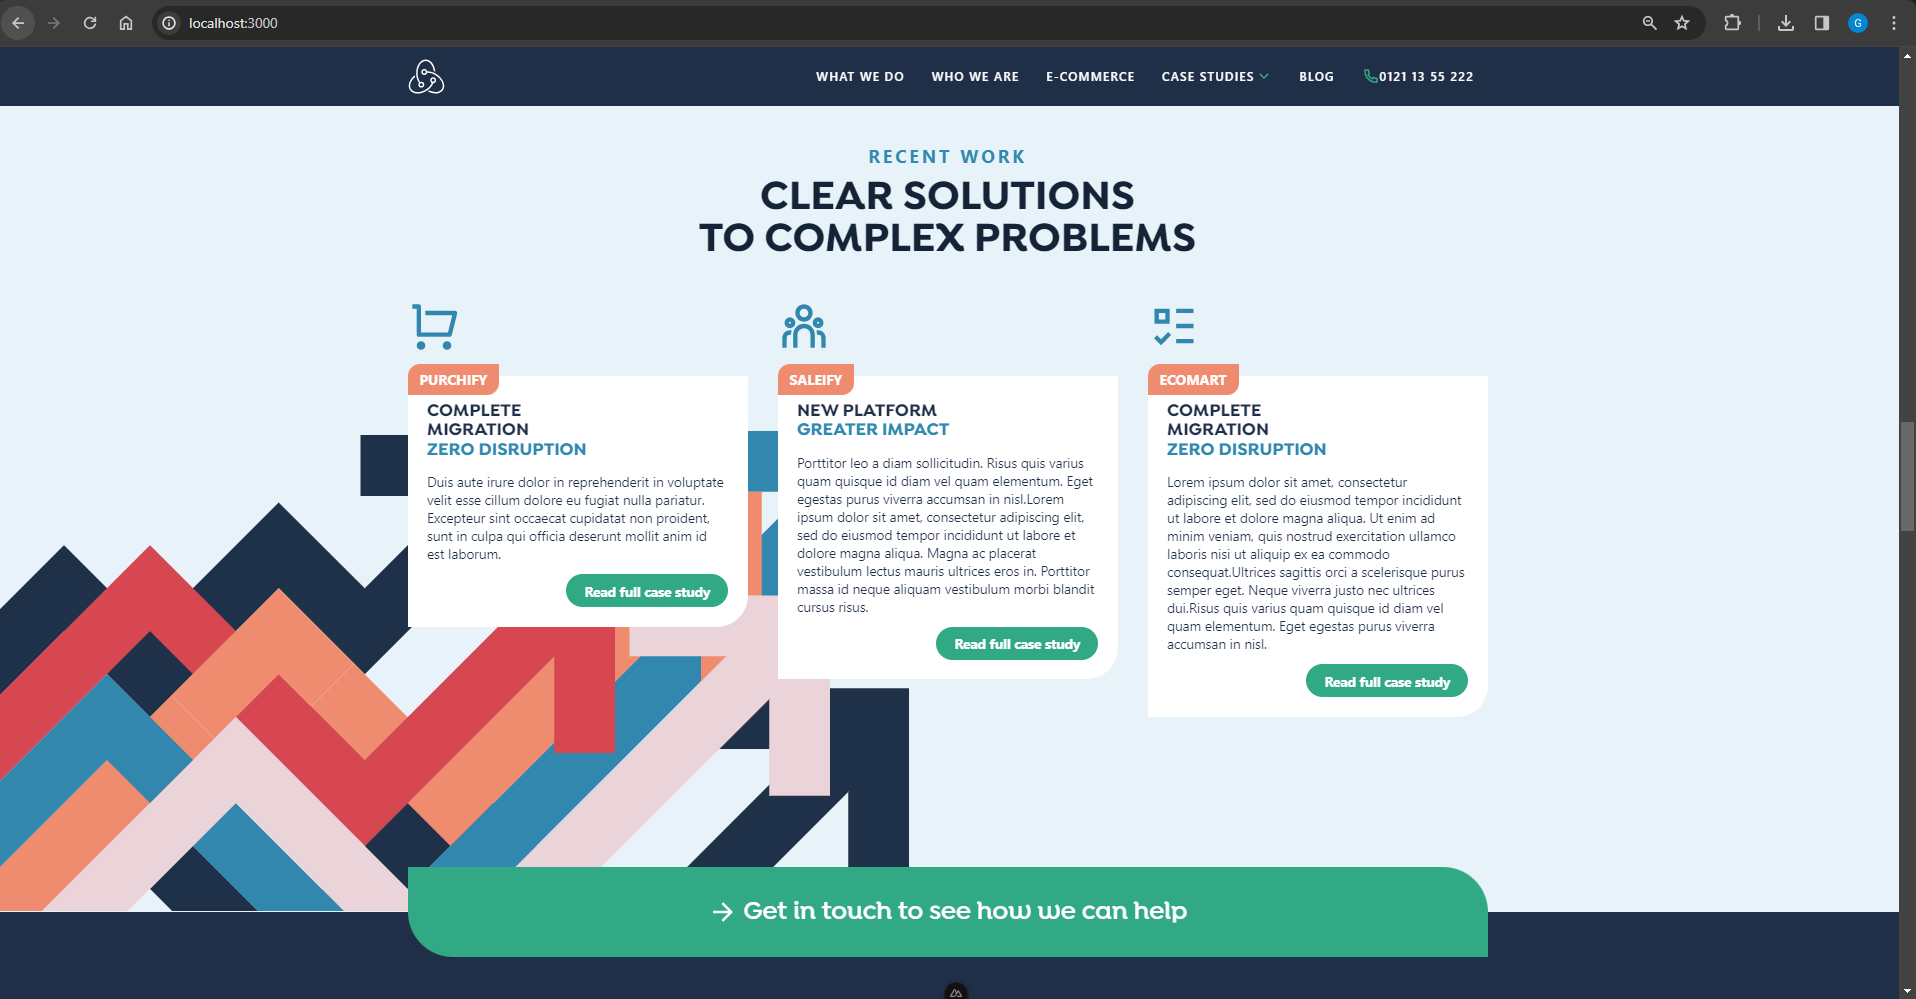 localhost:3000
G
WHAT WE DO
WHO WE ARE
E-COMMERCE
CASE STUDIES
BLOG
0121 13 55 222
RECENT WORK
CLEAR SOLUTIONS
TO COMPLEX PROBLEMS
PURCHIFY
COMPLETE
MIGRATION
ZERO DISRUPTION
Duis aute irure dolor in reprehenderit in voluptate
velit esse cillum dolore eu fugiat nulla pariatur.
Excepteur sint occaecat cupidatat non proident,
sunt in culpa qui officia deserunt mollit anim id
est laborum.
Read full case study
SALEIFY
NEW PLATFORM
GREATER IMPACT
Porttitor leo a diam sollicitudin. Risus quis varius
quam quisque id diam vel quam elementum. Eget
egestas purus viverra accumsan in nisl.Lorem
ipsum dolor sit amet, consectetur adipiscing elit,
sed do eiusmod tempor incididunt ut labore et
dolore magna aliqua. Magna ac placerat
vestibulum lectus mauris ultrices eros in. Porttitor
massa id neque aliquam vestibulum morbi blandit
cursus risus.
Read full case study
ECOMART
COMPLETE
MIGRATION
ZERO DISRUPTION
Lorem ipsum dolor sit amet, consectetur
adipiscing elit, sed do eiusmod tempor incididunt
ut labore et dolore magna aliqua. Ut enim ad
minim veniam, quis nostrud exercitation ullamco
laboris nisi ut aliquip ex ea commodo
consequat.Ultrices sagittis orci a scelerisque purus
semper eget. Neque viverra justo nec ultrices
dui.Risus quis varius quam quisque id diam vel
quam elementum. Eget egestas purus viverra
accumsan in nisl.
Read full case study
Get in touch to see how we can help